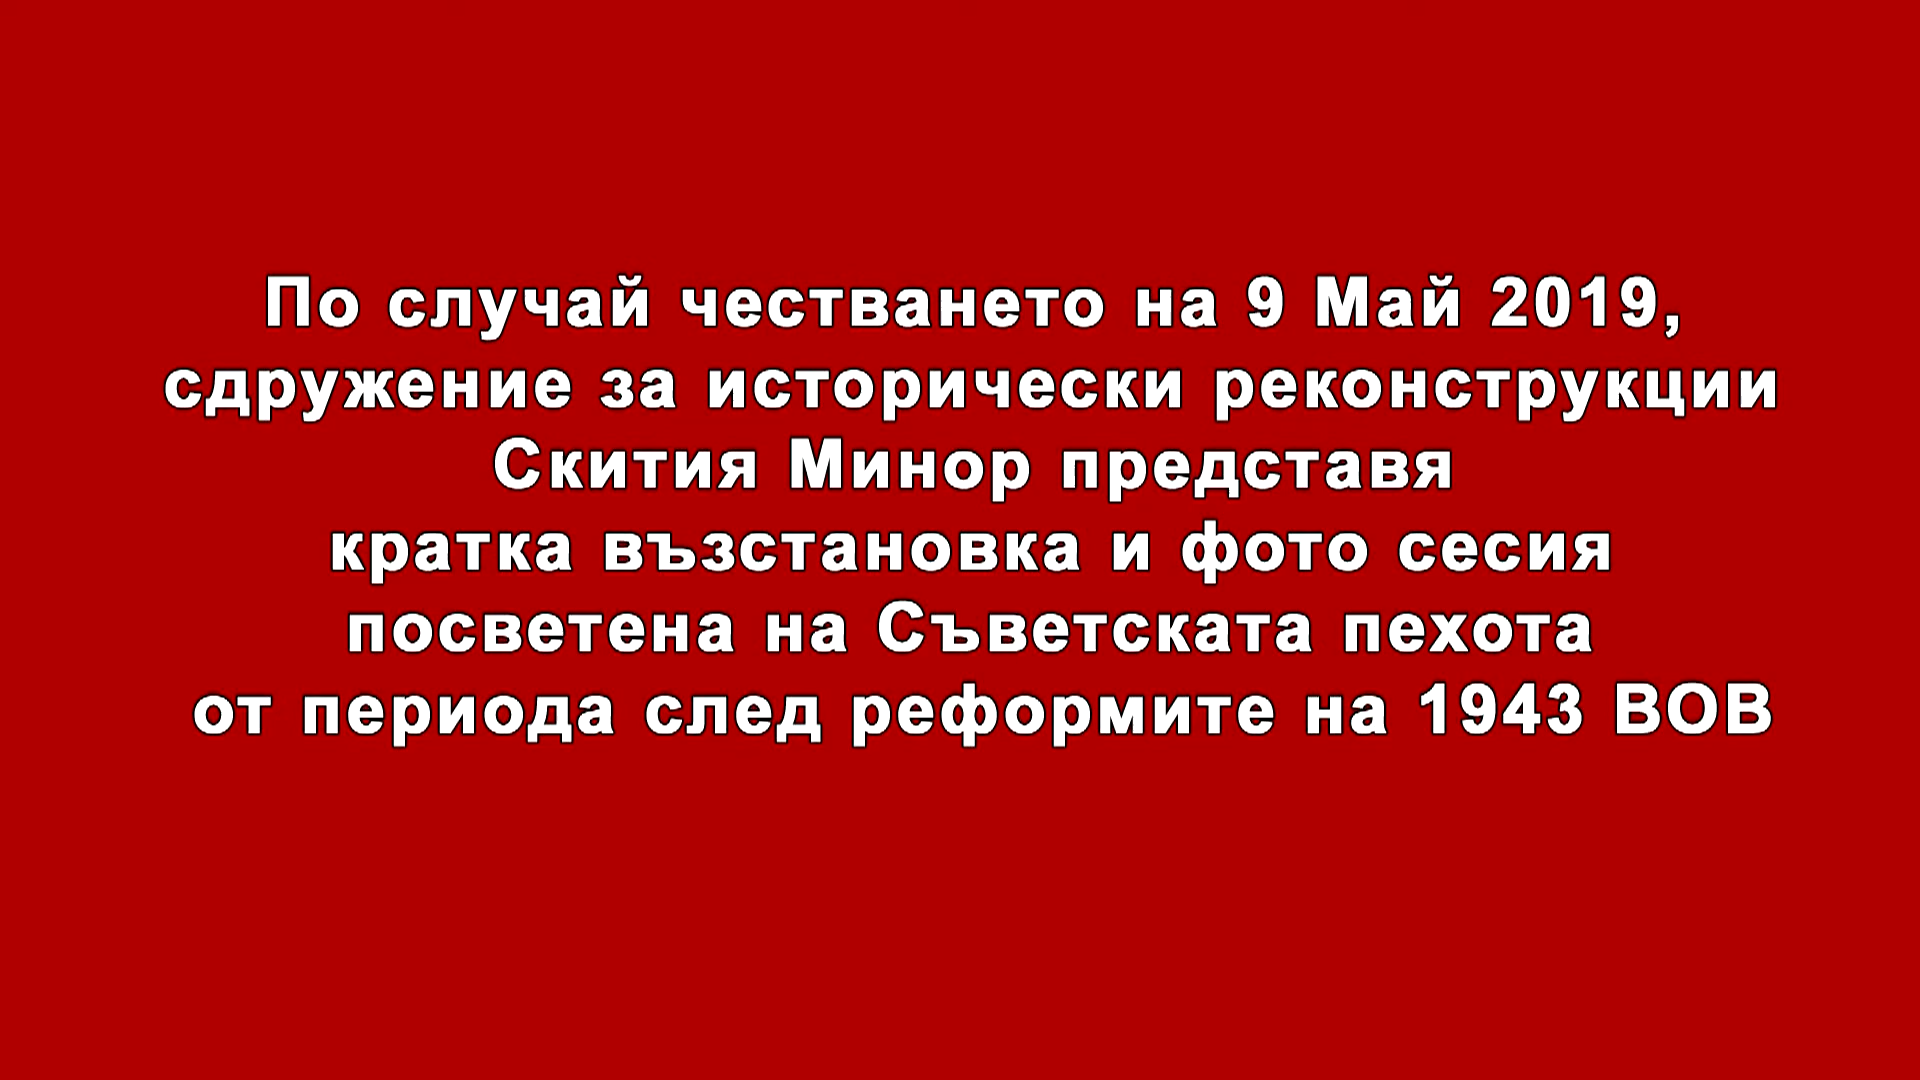 По случай честването на 9 Май 2019,
сдружение за исторически реконструкции
Скития Минор представя
кратка възстановка и фото сесия
посветена на Съветската пехота
от периода след реформите на 1943 ВОВ